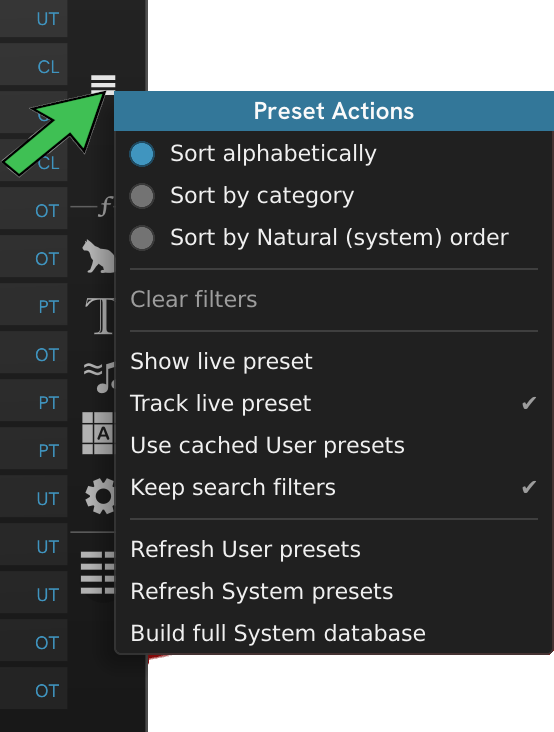 UT
CL
CL
OT
OT
PT
OT
PT
PT
UT
UT
UT
OT
OT
f
T
A
Preset Actions
Sort alphabetically
Sort by category
Sort by Natural (system) order
Clear filters
Show live preset
Track live preset ✔
Use cached User presets
Keep search filters ✔
Refresh User presets
Refresh System presets
Build full System database